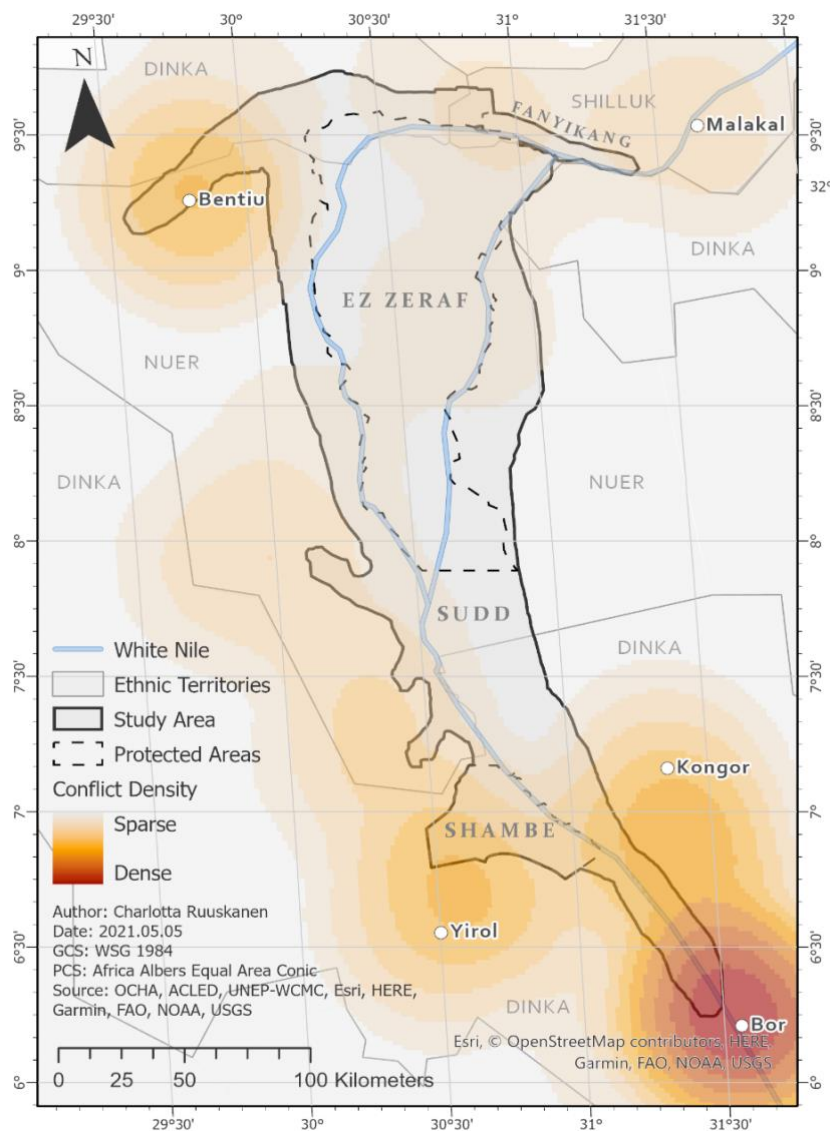 29°30' 30° 30°30' 31° 31°30' 32°
N
DINKA
SHILLUK
FANYIKANG
Malakal
9°30' 9°30'
Bentiu
32°
DINKA
9° 9°
EZ ZERAF
NUER
8°30' 8°30'
DINKA
NUER
8° 8°
SUDD
DINKA
White Nile
Ethnic Territories
7°30' 7°30'
Study Area
Protected Areas
Kongor
Conflict Density
Sparse
7° 7°
SHAMBE
Dense
Author: Charlotta Ruuskanen
Date: 2021.05.05
Yirol
GCS: WSG 1984
6°30' 6°30'
PCS: Africa Albers Equal Area Conic
Source: OCHA, ACLED, UNEP-WCMC, Esri, HERE,
Garmin, FAO, NOAA, USGS
DINKA
Bor
Esri, © OpenStreetMap contributors, HERE,
Garmin, FAO, NOAA, USGS
0 25 50 100 Kilometers
6° 6°
29°30' 30° 30°30' 31° 31°30'